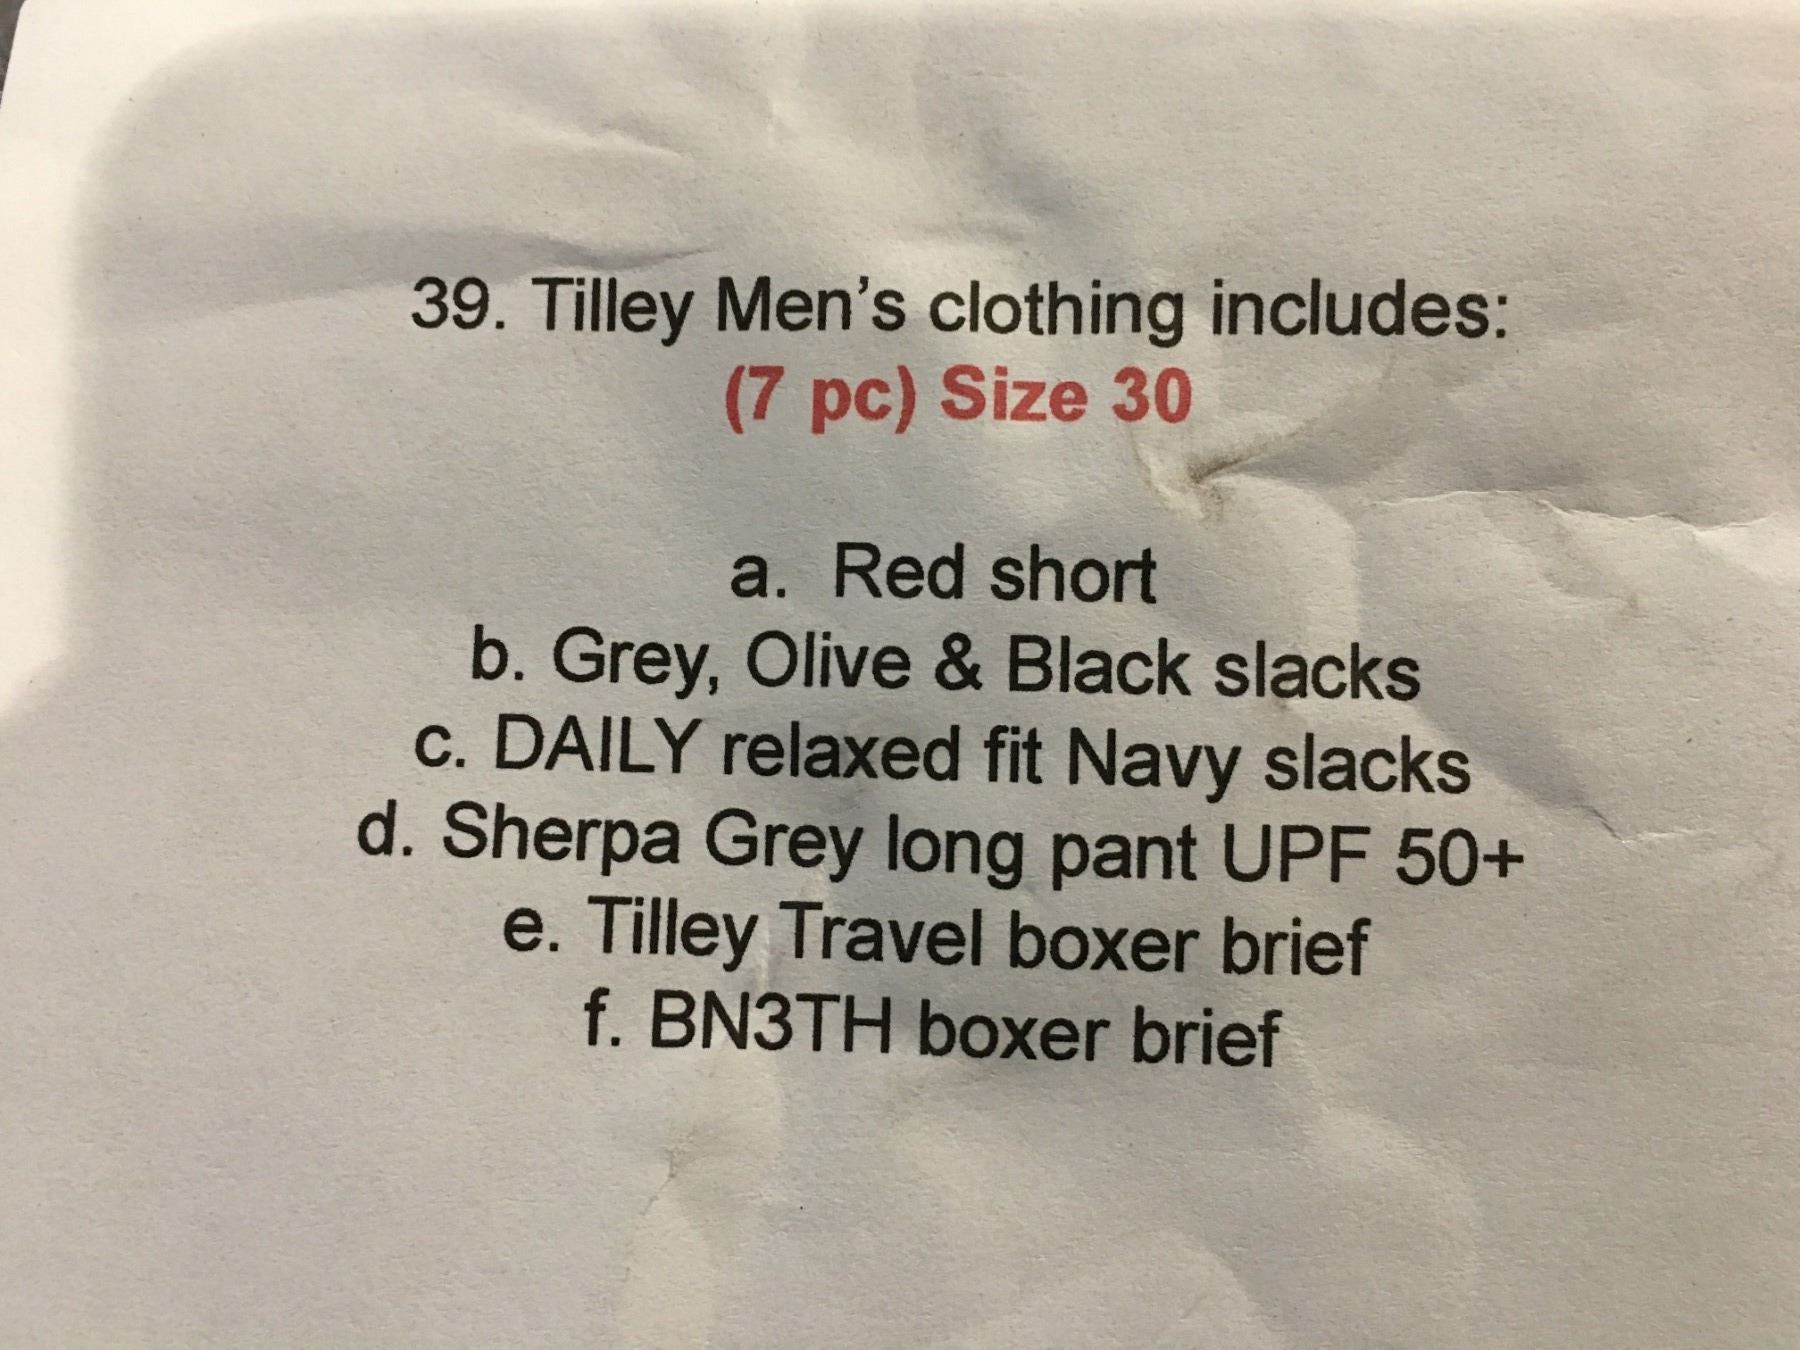 39. Tilley Men's clothing includes:
(7 pc) Size 30
a. Red short
b. Grey, Olive & Black slacks
c. DAILY relaxed fit Navy slacks
d. Sherpa Grey long pant UPF 50+
e. Tilley Travel boxer brief
f. BN3TH boxer brief